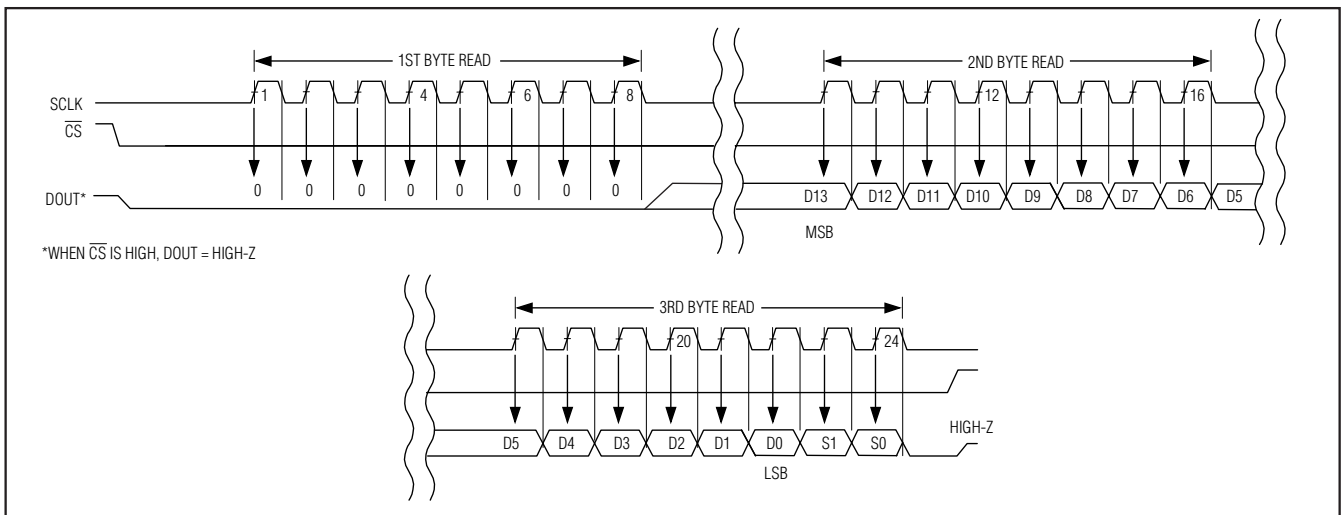 1ST BYTE READ
2ND BYTE READ
SCLK 1 4 6 8 12 16
C̅S̅
0 0 0 0 0 0 0 0
DOUT* D13 D12 D11 D10 D9 D8 D7 D6 D5
MSB
*WHEN C̅S̅ IS HIGH, DOUT = HIGH-Z
3RD BYTE READ
20 24
HIGH-Z
D5 D4 D3 D2 D1 D0 S1 S0
LSB